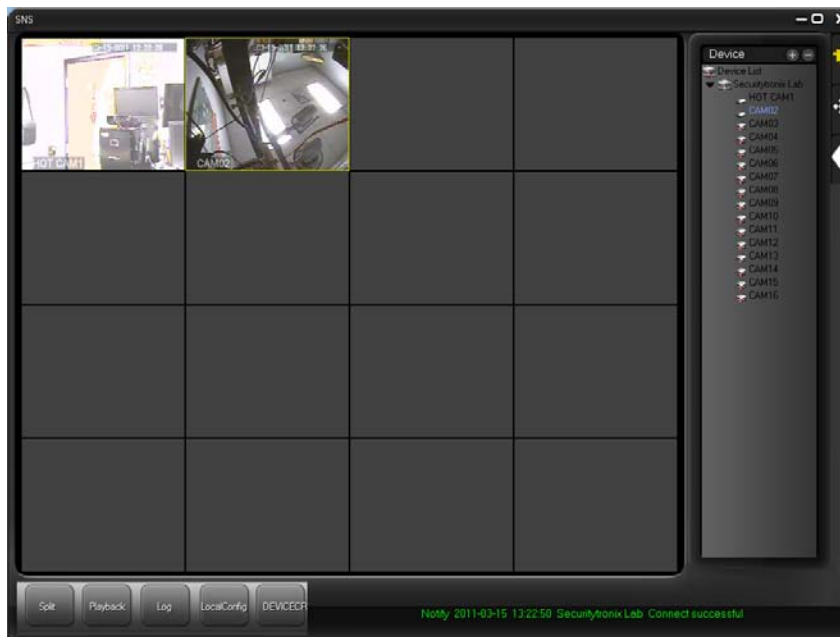 SNS
HOT CAM1
CAM02
Device
Device List
Securitytronix Lab
HOT CAM1
CAM02
CAM03
CAM04
CAM05
CAM06
CAM07
CAM08
CAM09
CAM10
CAM11
CAM12
CAM13
CAM14
CAM15
CAM16
Split
Playback
Log
LocalConfig
DEVICECF
Notify 2011-03-15 13:22:50 Securitytronix Lab Connect successful